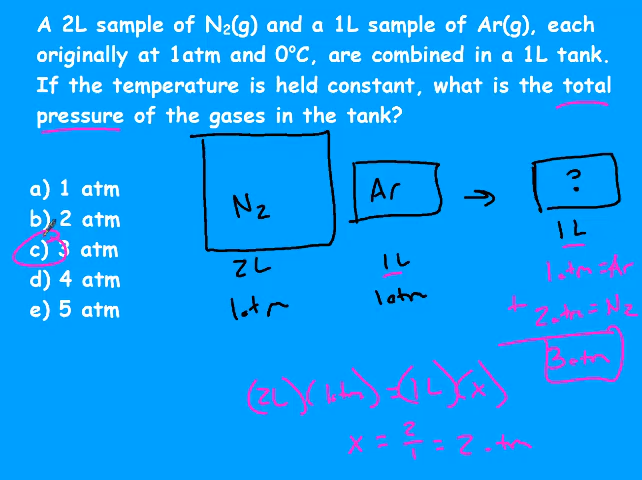 A 2L sample of N₂(g) and a 1L sample of Ar(g), each
originally at 1atm and 0°C, are combined in a 1L tank.
If the temperature is held constant, what is the total
pressure of the gases in the tank?
a) 1 atm
b) 2 atm
c) 3 atm
d) 4 atm
e) 5 atm
N₂
Ar
?
2L
1L
1L
1atm
1atm
1atm = Ar
+ 2atm = N₂
3atm
(2L)(1atm) = (1L)(x)
x = 2/1 = 2 atm